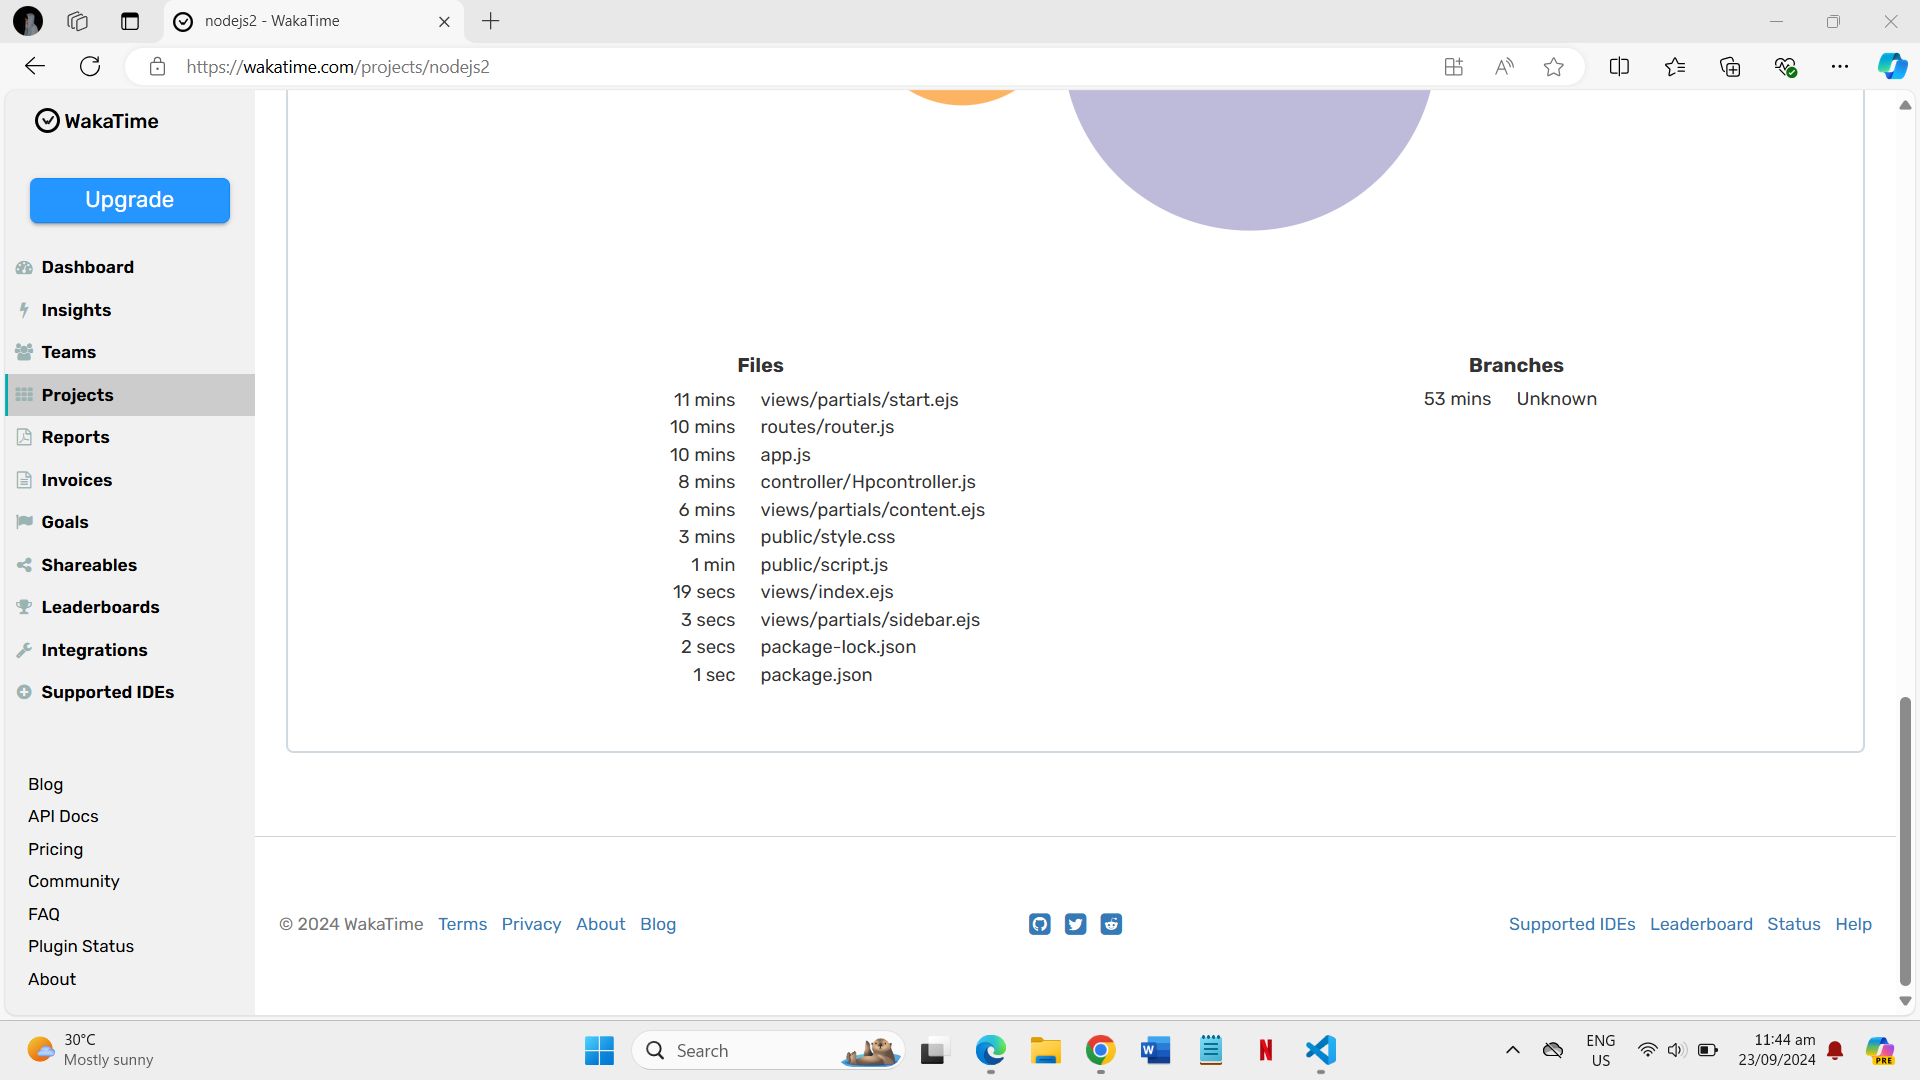 nodejs2 - WakaTime
https://wakatime.com/projects/nodejs2
WakaTime
Upgrade
Dashboard
Insights
Teams
Projects
Reports
Invoices
Goals
Shareables
Leaderboards
Integrations
Supported IDEs
Blog
API Docs
Pricing
Community
FAQ
Plugin Status
About
Files
11 mins views/partials/start.ejs
10 mins routes/router.js
10 mins app.js
8 mins controller/Hpcontroller.js
6 mins views/partials/content.ejs
3 mins public/style.css
1 min public/script.js
19 secs views/index.ejs
3 secs views/partials/sidebar.ejs
2 secs package-lock.json
1 sec package.json
Branches
53 mins Unknown
© 2024 WakaTime Terms Privacy About Blog
Supported IDEs Leaderboard Status Help
30°C
Mostly sunny
Search
ENG
US
11:44 am
23/09/2024
PRE